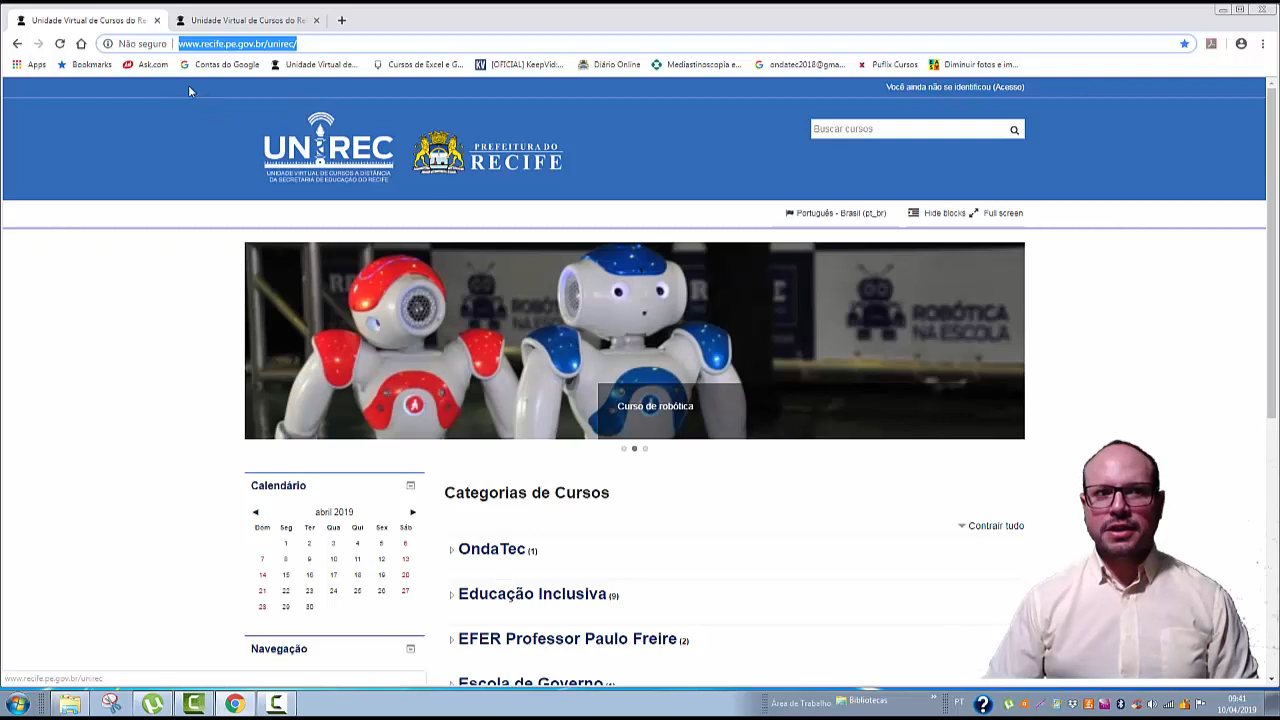 Unidade Virtual de Cursos do Re
Unidade Virtual de Cursos do Re
Não seguro
www.recife.pe.gov.br/unirec/
Apps
Bookmarks
Ask.com
Contas do Google
Unidade Virtual de...
Cursos de Excel e G...
[OFICIAL] KeepVid...
Diário Online
Mediastinoscopia e...
ondatec2018@gma...
Puflix Cursos
Diminuir fotos e im...
Você ainda não se identificou (Acesso)
UNIREC
UNIDADE VIRTUAL DE CURSOS A DISTÂNCIA
DA SECRETARIA DE EDUCAÇÃO DO RECIFE
PREFEITURA DO
RECIFE
Buscar cursos
Português - Brasil (pt_br)
Hide blocks
Full screen
ROBÓTICA
NA ESCOLA
Curso de robótica
Calendário
abril 2019
Dom Seg Ter Qua Qui Sex Sáb
1 2 3 4 5 6
7 8 9 10 11 12 13
14 15 16 17 18 19 20
21 22 23 24 25 26 27
28 29 30
Navegação
Categorias de Cursos
Contrair tudo
OndaTec (1)
Educação Inclusiva (9)
EFER Professor Paulo Freire (2)
Escola de Governo
www.recife.pe.gov.br/unirec
Área de Trabalho
Bibliotecas
PT
09:41
10/04/2019